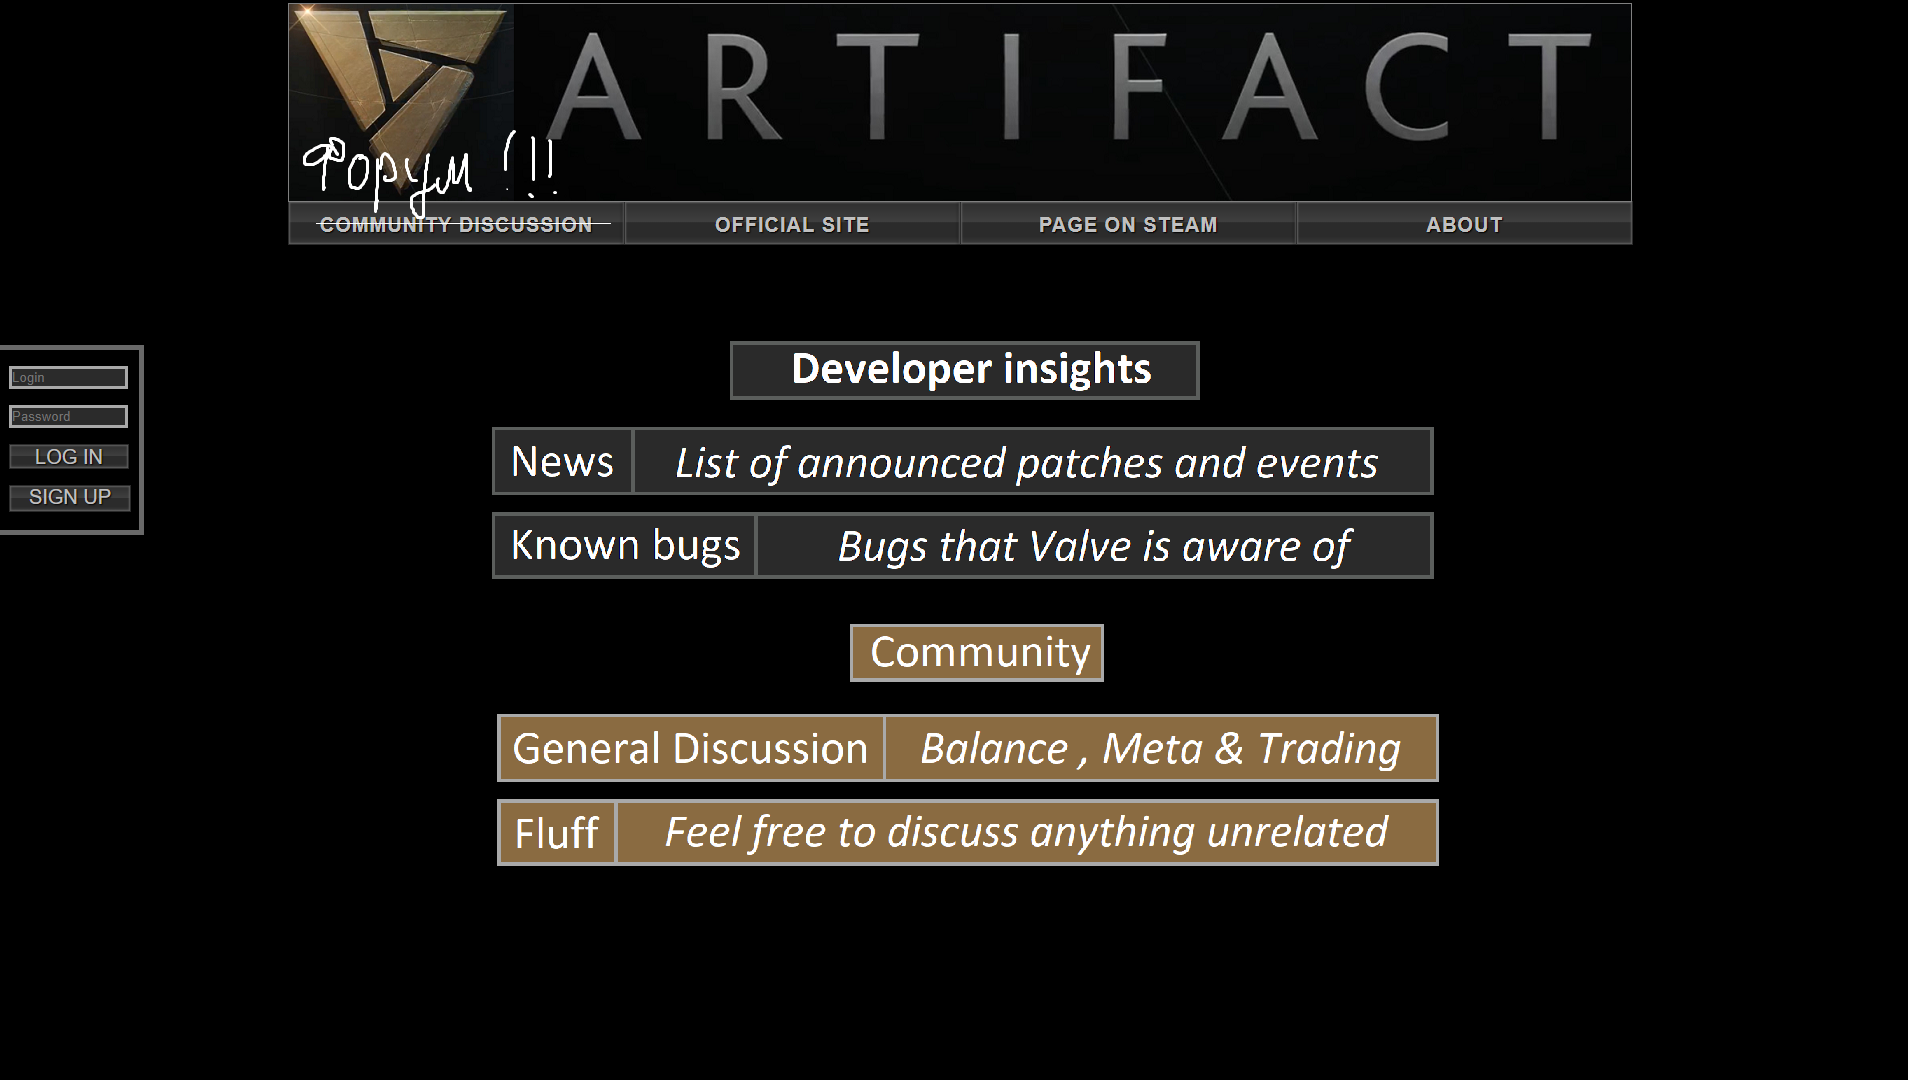 ARTIFACT
Форум !!!
COMMUNITY DISCUSSION OFFICIAL SITE PAGE ON STEAM ABOUT
Login
Password
LOG IN
SIGN UP
Developer insights
News List of announced patches and events
Known bugs Bugs that Valve is aware of
Community
General Discussion Balance , Meta & Trading
Fluff Feel free to discuss anything unrelated